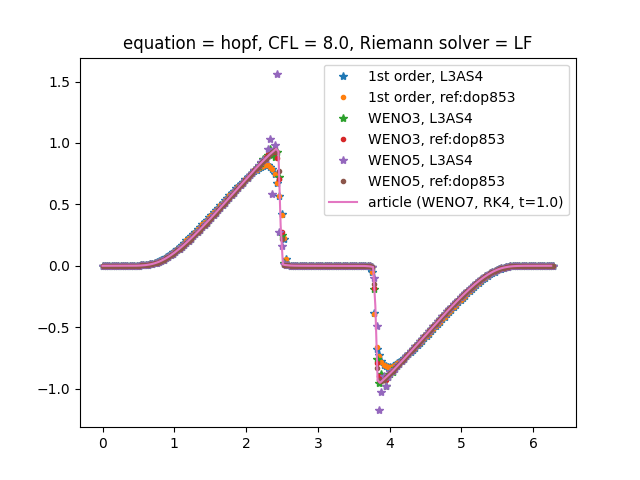 equation = hopf, CFL = 8.0, Riemann solver = LF
1st order, L3AS4
1st order, ref:dop853
WENO3, L3AS4
WENO3, ref:dop853
WENO5, L3AS4
WENO5, ref:dop853
article (WENO7, RK4, t=1.0)
1.5
1.0
0.5
0.0
−0.5
−1.0
0 1 2 3 4 5 6